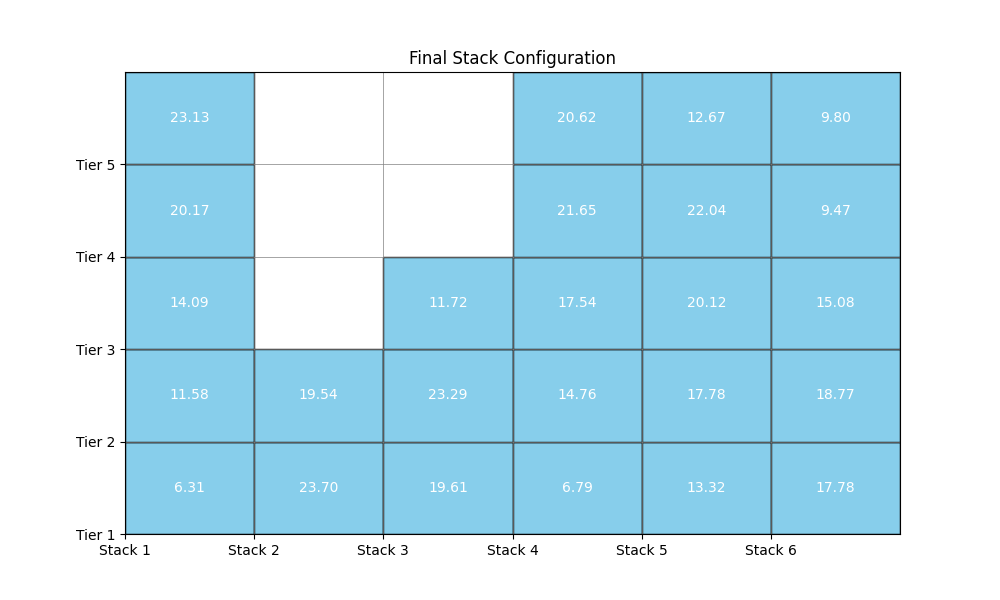 Final Stack Configuration
23.13 20.62 12.67 9.80
Tier 5
20.17 21.65 22.04 9.47
Tier 4
14.09 11.72 17.54 20.12 15.08
Tier 3
11.58 19.54 23.29 14.76 17.78 18.77
Tier 2
6.31 23.70 19.61 6.79 13.32 17.78
Tier 1
Stack 1 Stack 2 Stack 3 Stack 4 Stack 5 Stack 6